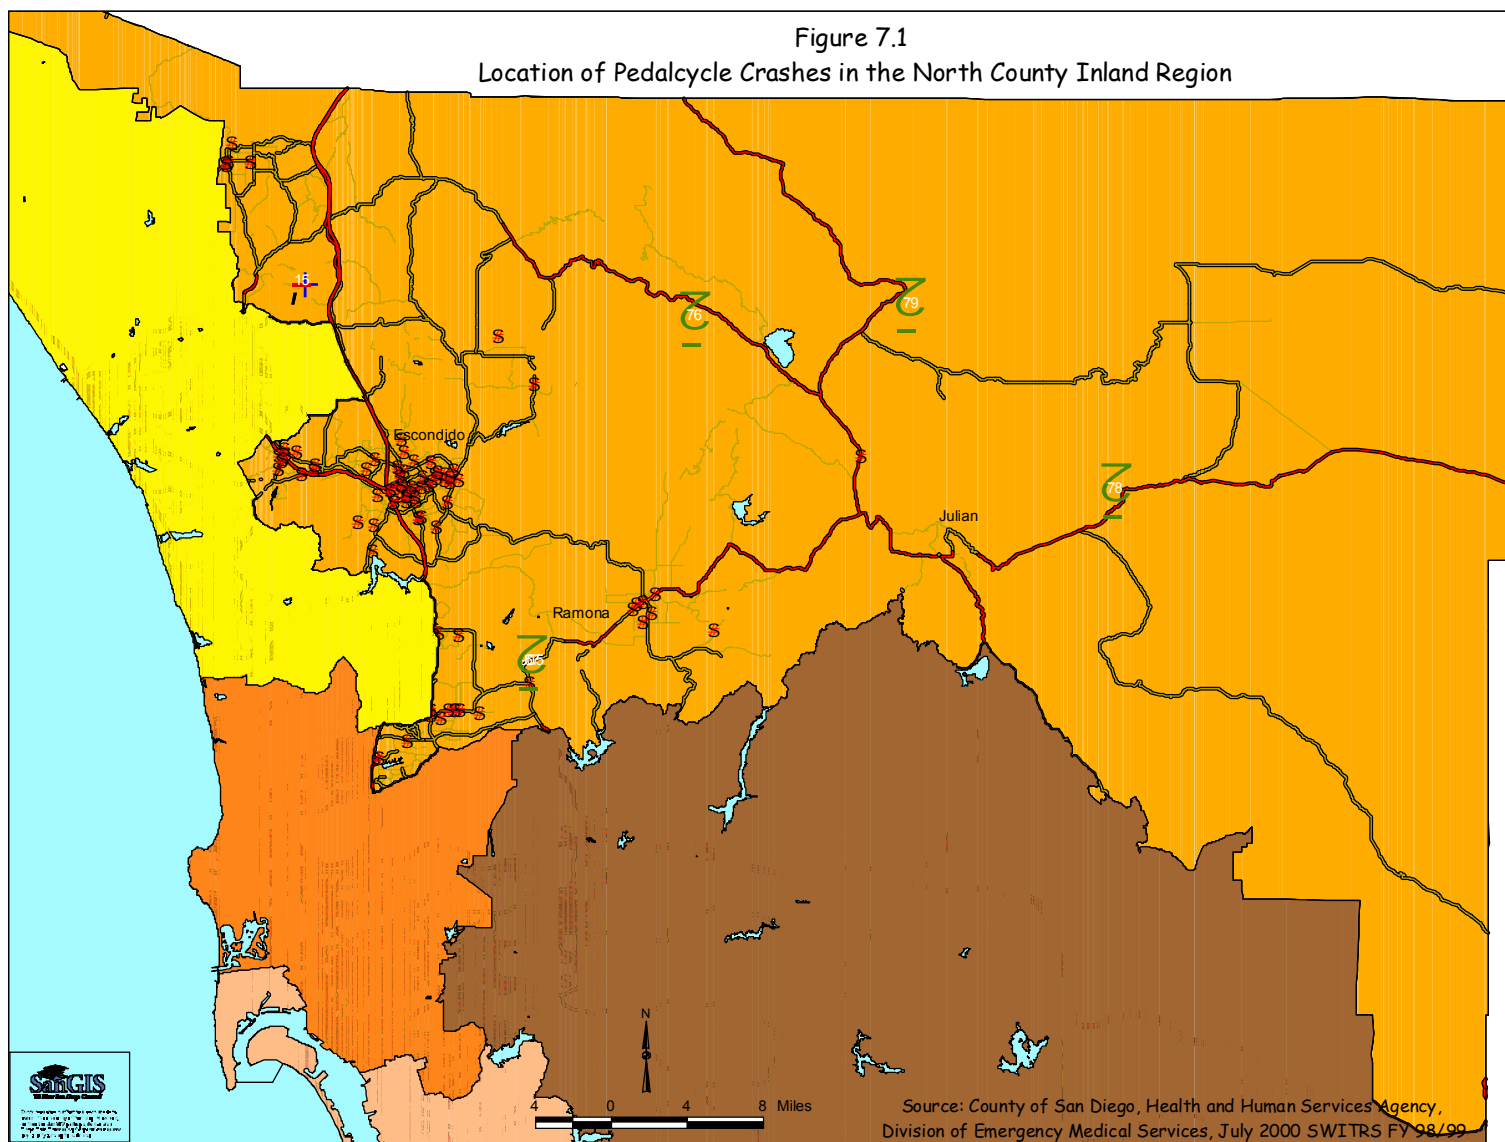 Figure 7.1
Location of Pedalcycle Crashes in the North County Inland Region
15
76
79
Escondido
78
Julian
Ramona
N
4 0 4 8 Miles
Source: County of San Diego, Health and Human Services Agency,
Division of Emergency Medical Services, July 2000 SWITRS FY 98/99
SanGIS